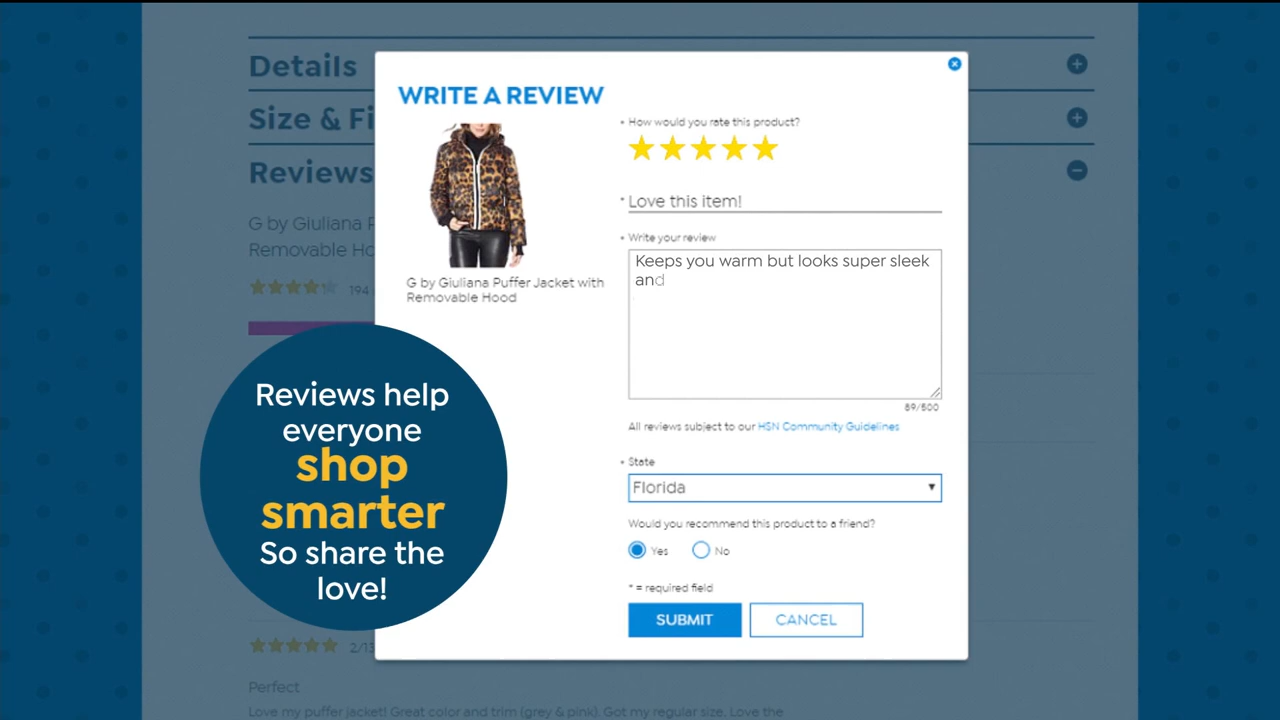 Details
Size & Fi
Reviews
G by Giuliana P
Removable Ho
194
WRITE A REVIEW
G by Giuliana Puffer Jacket with
Removable Hood
* How would you rate this product?
* Love this item!
* Write your review
Keeps you warm but looks super sleek
and
89/500
All reviews subject to our HSN Community Guidelines
* State
Florida
Would you recommend this product to a friend?
Yes No
* = required field
SUBMIT CANCEL
Reviews help
everyone
shop
smarter
So share the
love!
Perfect
Love my puffer jacket! Great color and trim (grey & pink). Got my regular size. Love the